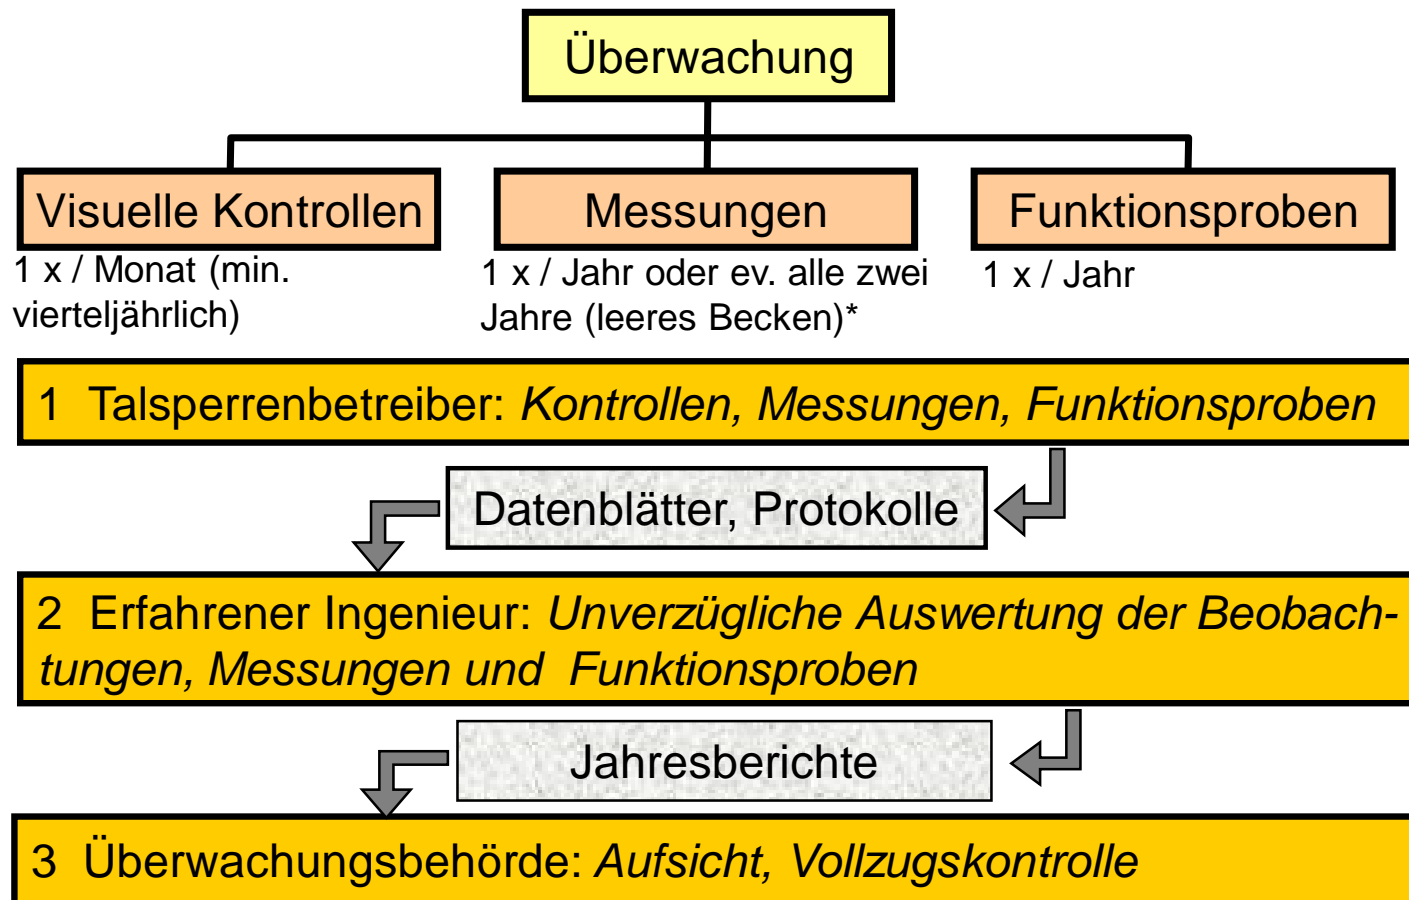 Überwachung
Visuelle Kontrollen
1 x / Monat (min.
vierteljährlich)
Messungen
1 x / Jahr oder ev. alle zwei
Jahre (leeres Becken)*
Funktionsproben
1 x / Jahr
1 Talsperrenbetreiber: Kontrollen, Messungen, Funktionsproben
Datenblätter, Protokolle
2 Erfahrener Ingenieur: Unverzügliche Auswertung der Beobach-
tungen, Messungen und Funktionsproben
Jahresberichte
3 Überwachungsbehörde: Aufsicht, Vollzugskontrolle